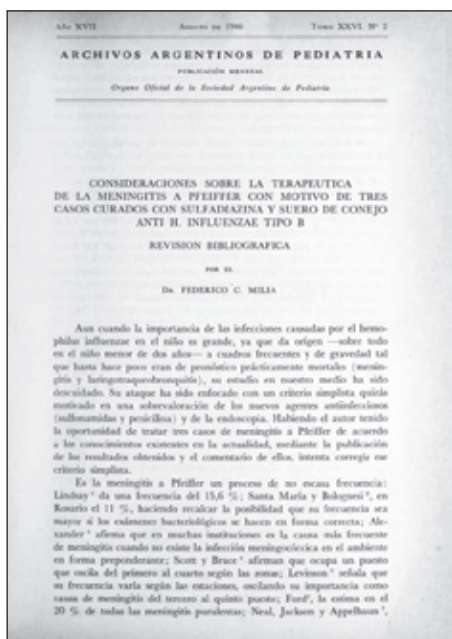 Año XVII Agosto de 1946 Tomo XXVI. Nº 2
ARCHIVOS ARGENTINOS DE PEDIATRIA
PUBLICACIÓN MENSUAL
Organo Oficial de la Sociedad Argentina de Pediatría
CONSIDERACIONES SOBRE LA TERAPEUTICA
DE LA MENINGITIS A PFEIFFER CON MOTIVO DE TRES
CASOS CURADOS CON SULFADIAZINA Y SUERO DE CONEJO
ANTI H. INFLUENZAE TIPO B
REVISION BIBLIOGRAFICA
POR EL
Dr. FEDERICO C. MILIA
Aun cuando la importancia de las infecciones causadas por el hemo-
philus influenzae en el niño es grande, ya que da origen —sobre todo
en el niño menor de dos años— a cuadros frecuentes y de gravedad tal
que hasta hace poco eran de pronóstico prácticamente mortales (menin-
gitis y laringotraqueobronquitis), su estudio en nuestro medio ha sido
descuidado. Su ataque ha sido enfocado con un criterio simplista quizás
motivado en una sobrevaloración de los nuevos agentes antiinfecciosos
(sulfonamidas y penicilina) y de la endoscopia. Habiendo el autor tenido
la oportunidad de tratar tres casos de meningitis a Pfeiffer de acuerdo
a los conocimientos existentes en la actualidad, mediante la publicación
de los resultados obtenidos y el comentario de ellos, intenta corregir ese
criterio simplista.
Es la meningitis a Pfeiffer un proceso de no escasa frecuencia:
Lindsay da una frecuencia del 15,6 %; Santa María y Bolognesi, en
Rosario el 11 %, haciendo recalcar la posibilidad que su frecuencia sea
mayor si los exámenes bacteriológicos se hacen en forma correcta; Ale-
xander afirma que en muchas instituciones es la causa más frecuente
de meningitis cuando no existe la infección meningocóccica en el ambiente
en forma preponderante; Scott y Bruce afirman que ocupa un puesto
que oscila del primero al cuarto según las zonas; Levinson señala que
su frecuencia varía según las estaciones, oscilando su importancia como
causa de meningitis del tercero al quinto puesto; Ford, la estima en el
20 % de todas las meningitis purulentas; Neal, Jackson y Appelbaum,